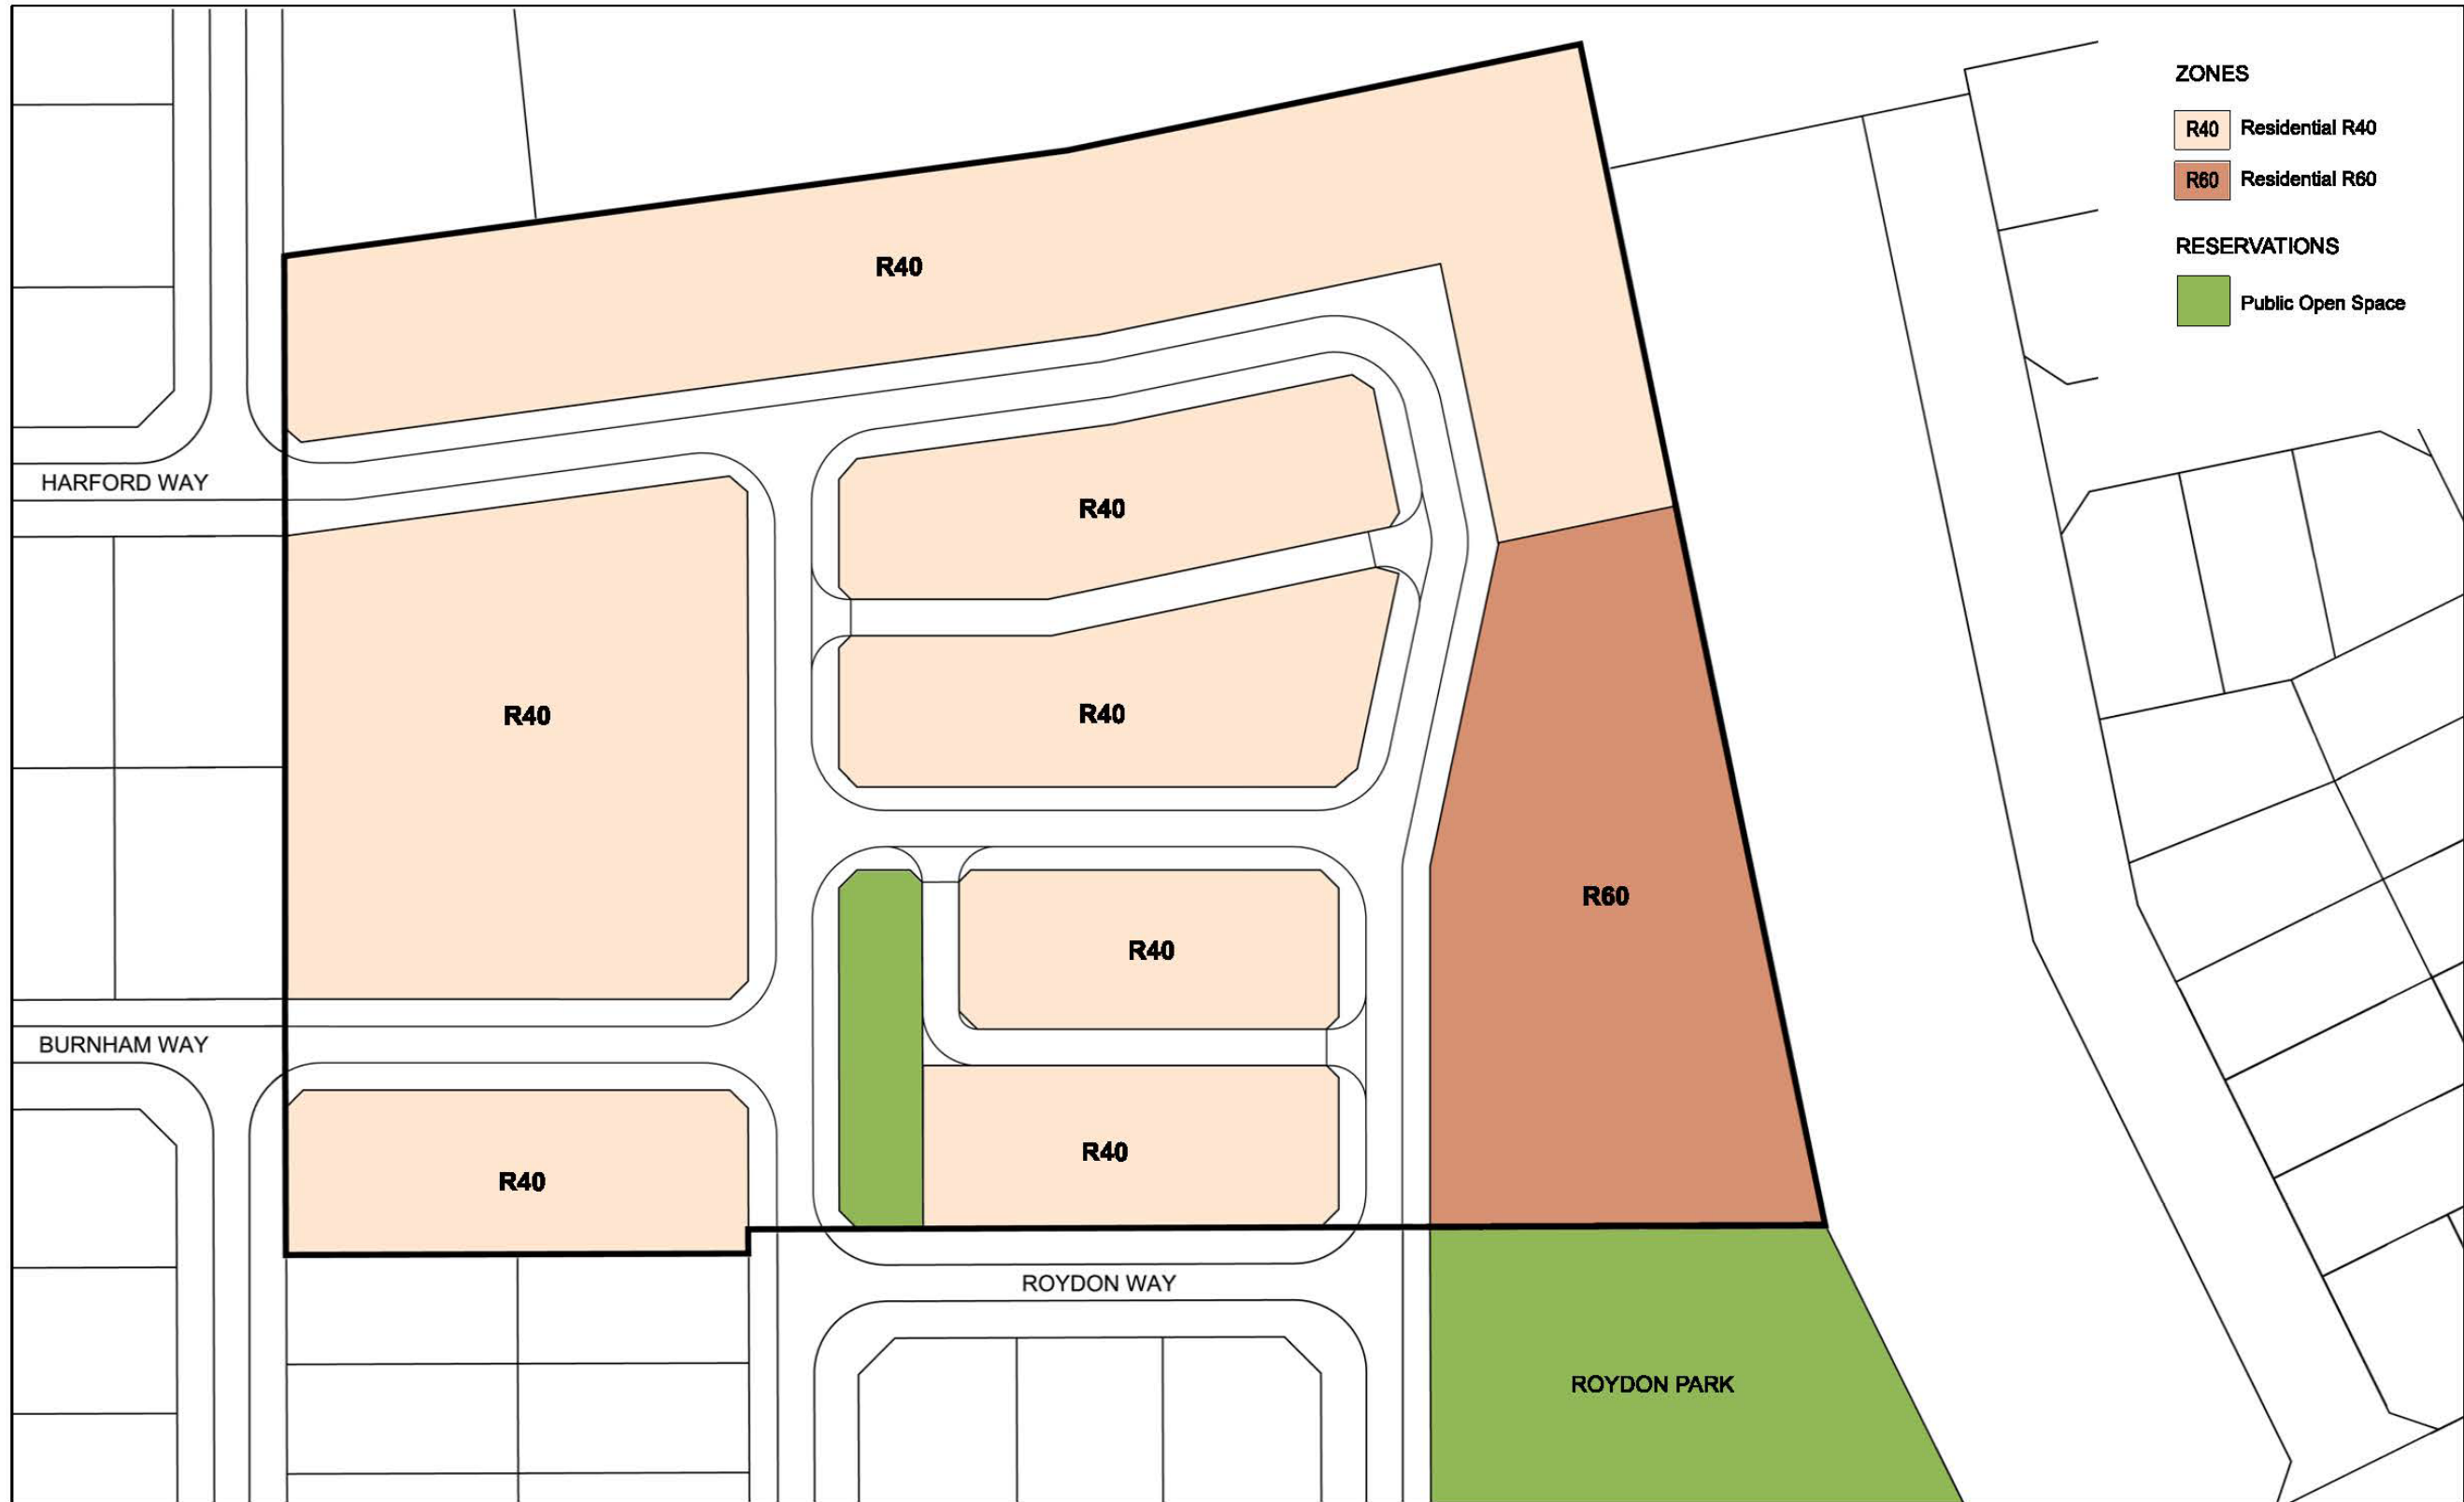 ZONES
R40 Residential R40
R60 Residential R60
RESERVATIONS
Public Open Space
R40
HARFORD WAY
R40
R40
R40
R60
R40
BURNHAM WAY
R40
R40
ROYDON WAY
ROYDON PARK